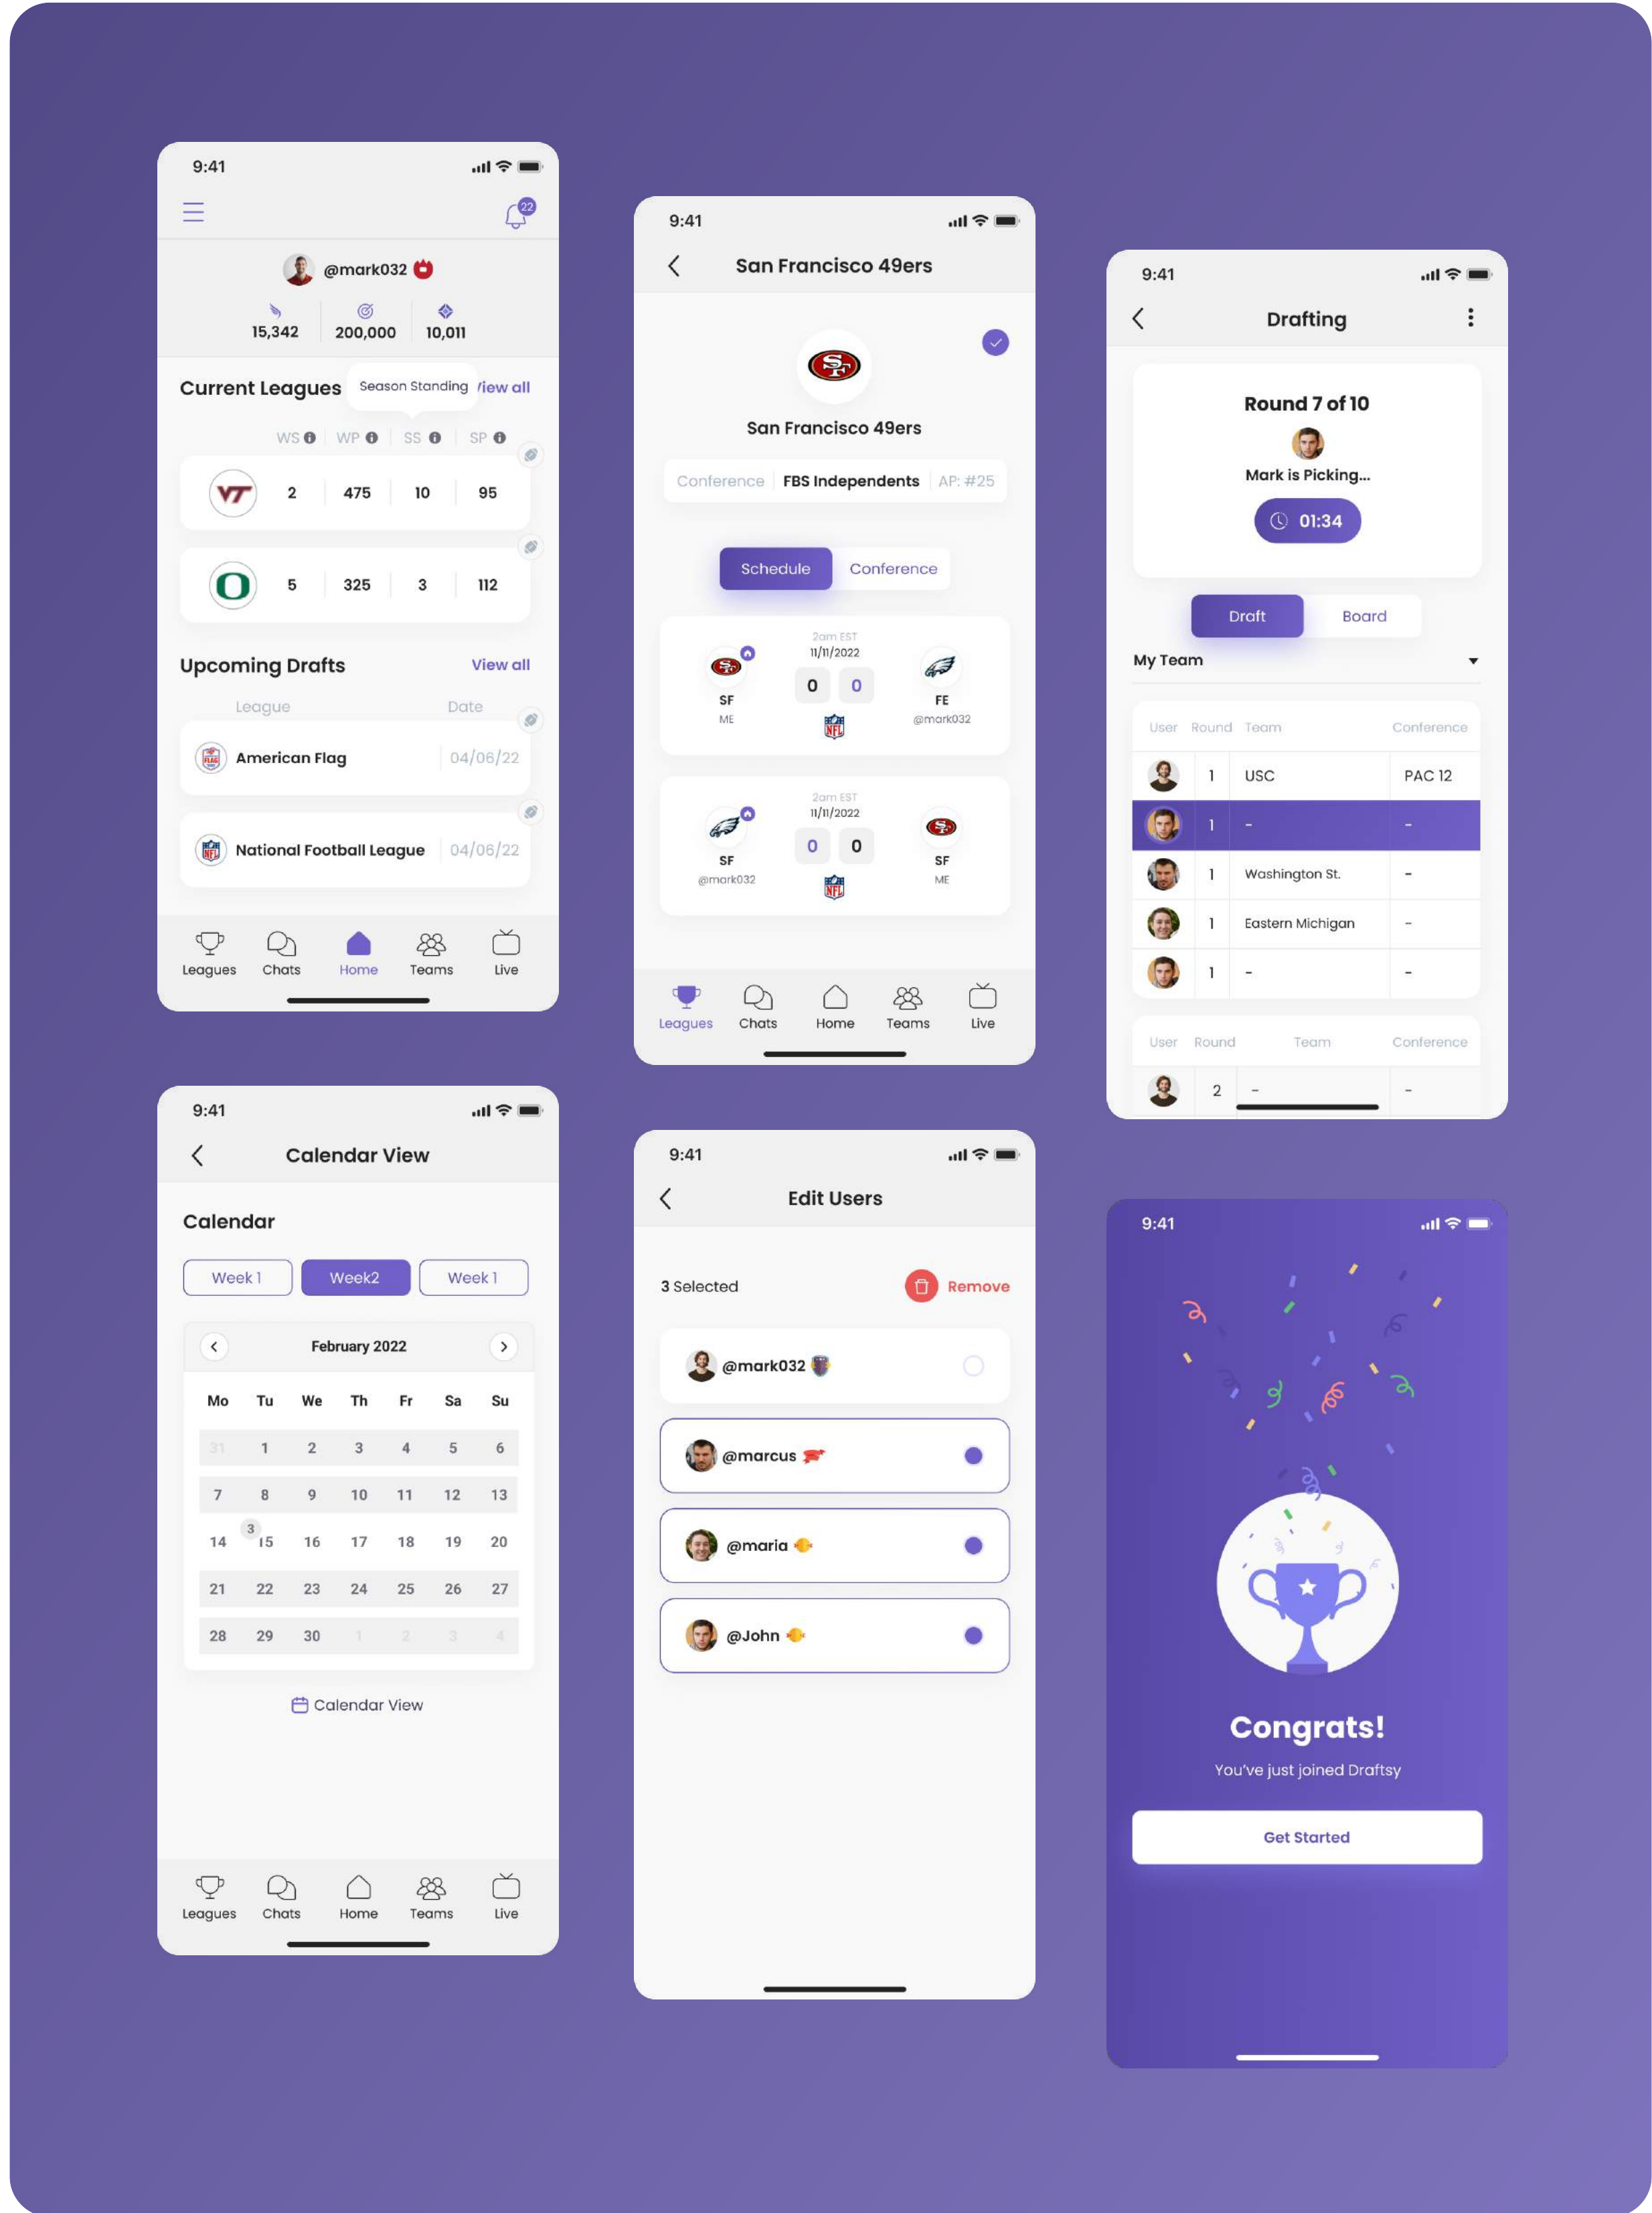 9:41
22
@mark032
15,342 200,000 10,011
Current Leagues Season Standing View all
WS WP SS SP
VT 2 475 10 95
O 5 325 3 112
Upcoming Drafts View all
League Date
FLAG American Flag 04/06/22
NFL National Football League 04/06/22
Leagues Chats Home Teams Live
9:41
San Francisco 49ers
SF
San Francisco 49ers
Conference FBS Independents AP: #25
Schedule Conference
2am EST
11/11/2022
SF
0 0
SF FE
ME @mark032
NFL
2am EST
11/11/2022
SF
0 0
SF SF
@mark032 ME
NFL
Leagues Chats Home Teams Live
9:41
Drafting
Round 7 of 10
Mark is Picking...
01:34
Draft Board
My Team
User Round Team Conference
1 USC PAC 12
1 - -
1 Washington St. -
1 Eastern Michigan -
1 - -
User Round Team Conference
2 - -
9:41
Calendar View
Calendar
Week 1 Week2 Week 1
February 2022
Mo Tu We Th Fr Sa Su
31 1 2 3 4 5 6
7 8 9 10 11 12 13
3
14 15 16 17 18 19 20
21 22 23 24 25 26 27
28 29 30 1 2 3 4
Calendar View
Leagues Chats Home Teams Live
9:41
Edit Users
3 Selected Remove
@mark032
@marcus
@maria
@John
9:41
Congrats!
You've just joined Draftsy
Get Started